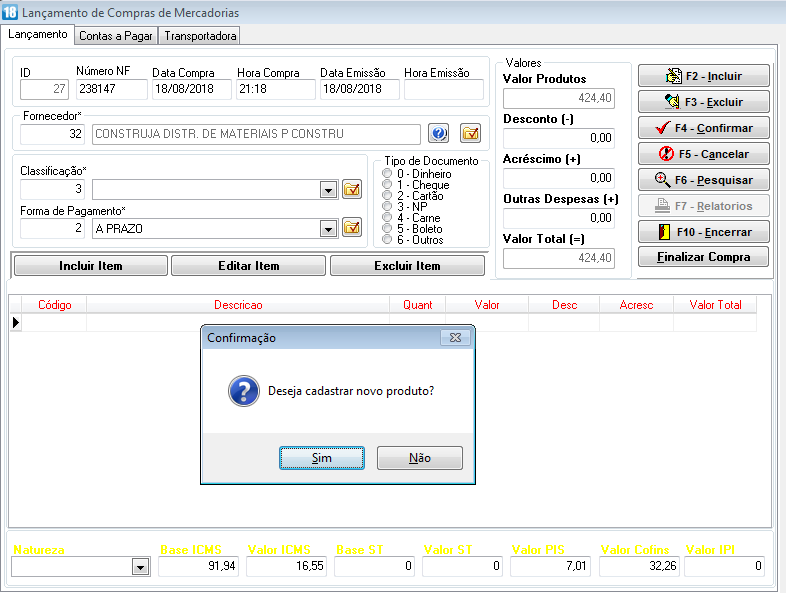 18 Lançamento de Compras de Mercadorias
Lançamento Contas a Pagar Transportadora
ID Número NF Data Compra Hora Compra Data Emissão Hora Emissão
27 238147 18/08/2018 21:18 18/08/2018
Fornecedor*
32 CONSTRUJA DISTR. DE MATERIAIS P CONSTRU
Classificação*
3
Forma de Pagamento*
2 A PRAZO
Tipo de Documento
0 - Dinheiro
1 - Cheque
2 - Cartão
3 - NP
4 - Carne
5 - Boleto
6 - Outros
Valores
Valor Produtos
424,40
Desconto (-)
0,00
Acréscimo (+)
0,00
Outras Despesas (+)
0,00
Valor Total (=)
424,40
F2 - Incluir
F3 - Excluir
F4 - Confirmar
F5 - Cancelar
F6 - Pesquisar
F7 - Relatorios
F10 - Encerrar
Finalizar Compra
Incluir Item Editar Item Excluir Item
Código Descricao Quant Valor Desc Acresc Valor Total
Confirmação
Deseja cadastrar novo produto?
Sim Não
Natureza Base ICMS Valor ICMS Base ST Valor ST Valor PIS Valor Cofins Valor IPI
91,94 16,55 0 0 7,01 32,26 0